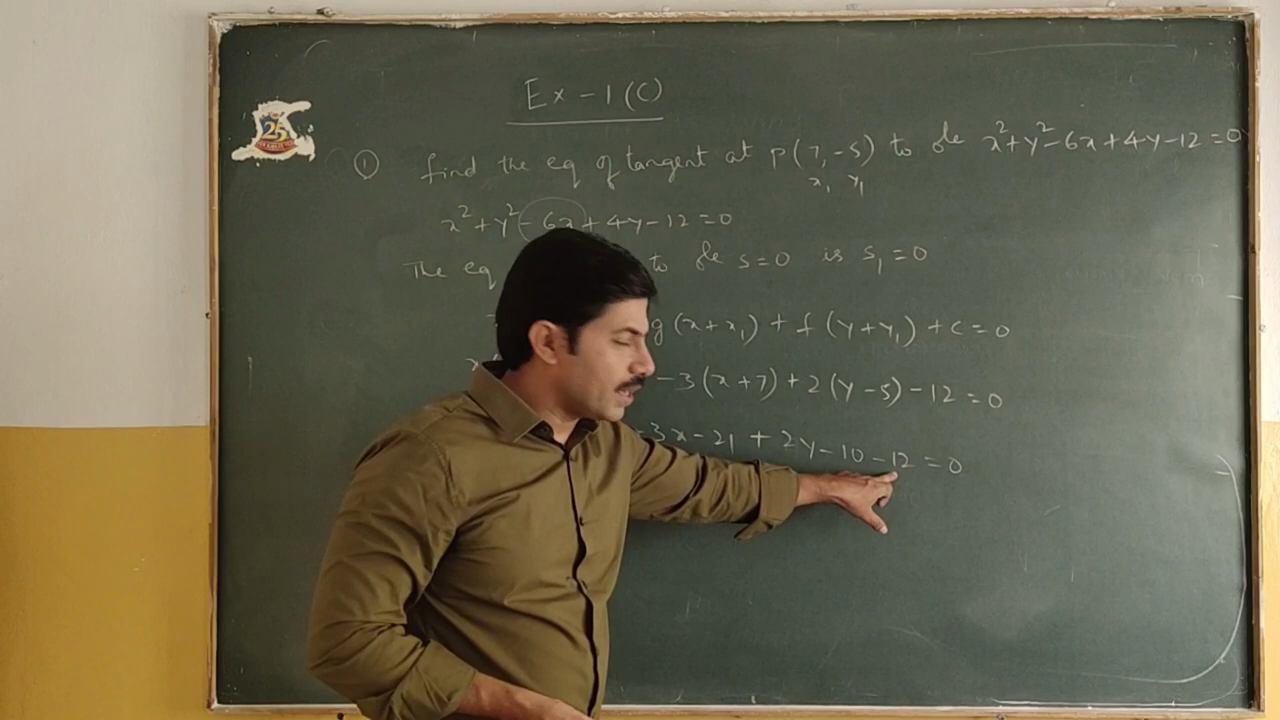 Ex-1(C)
25
① find the eq of tangent at P(7,-5) to ole x²+y²-6x+4y-12=0
x₁ y₁
x²+y²-6x+4y-12=0
The eq to ole s=0 is s₁=0
g(x+x₁)+f(y+y₁)+c=0
-3(x+7)+2(y-5)-12=0
-3x-21+2y-10-12=0